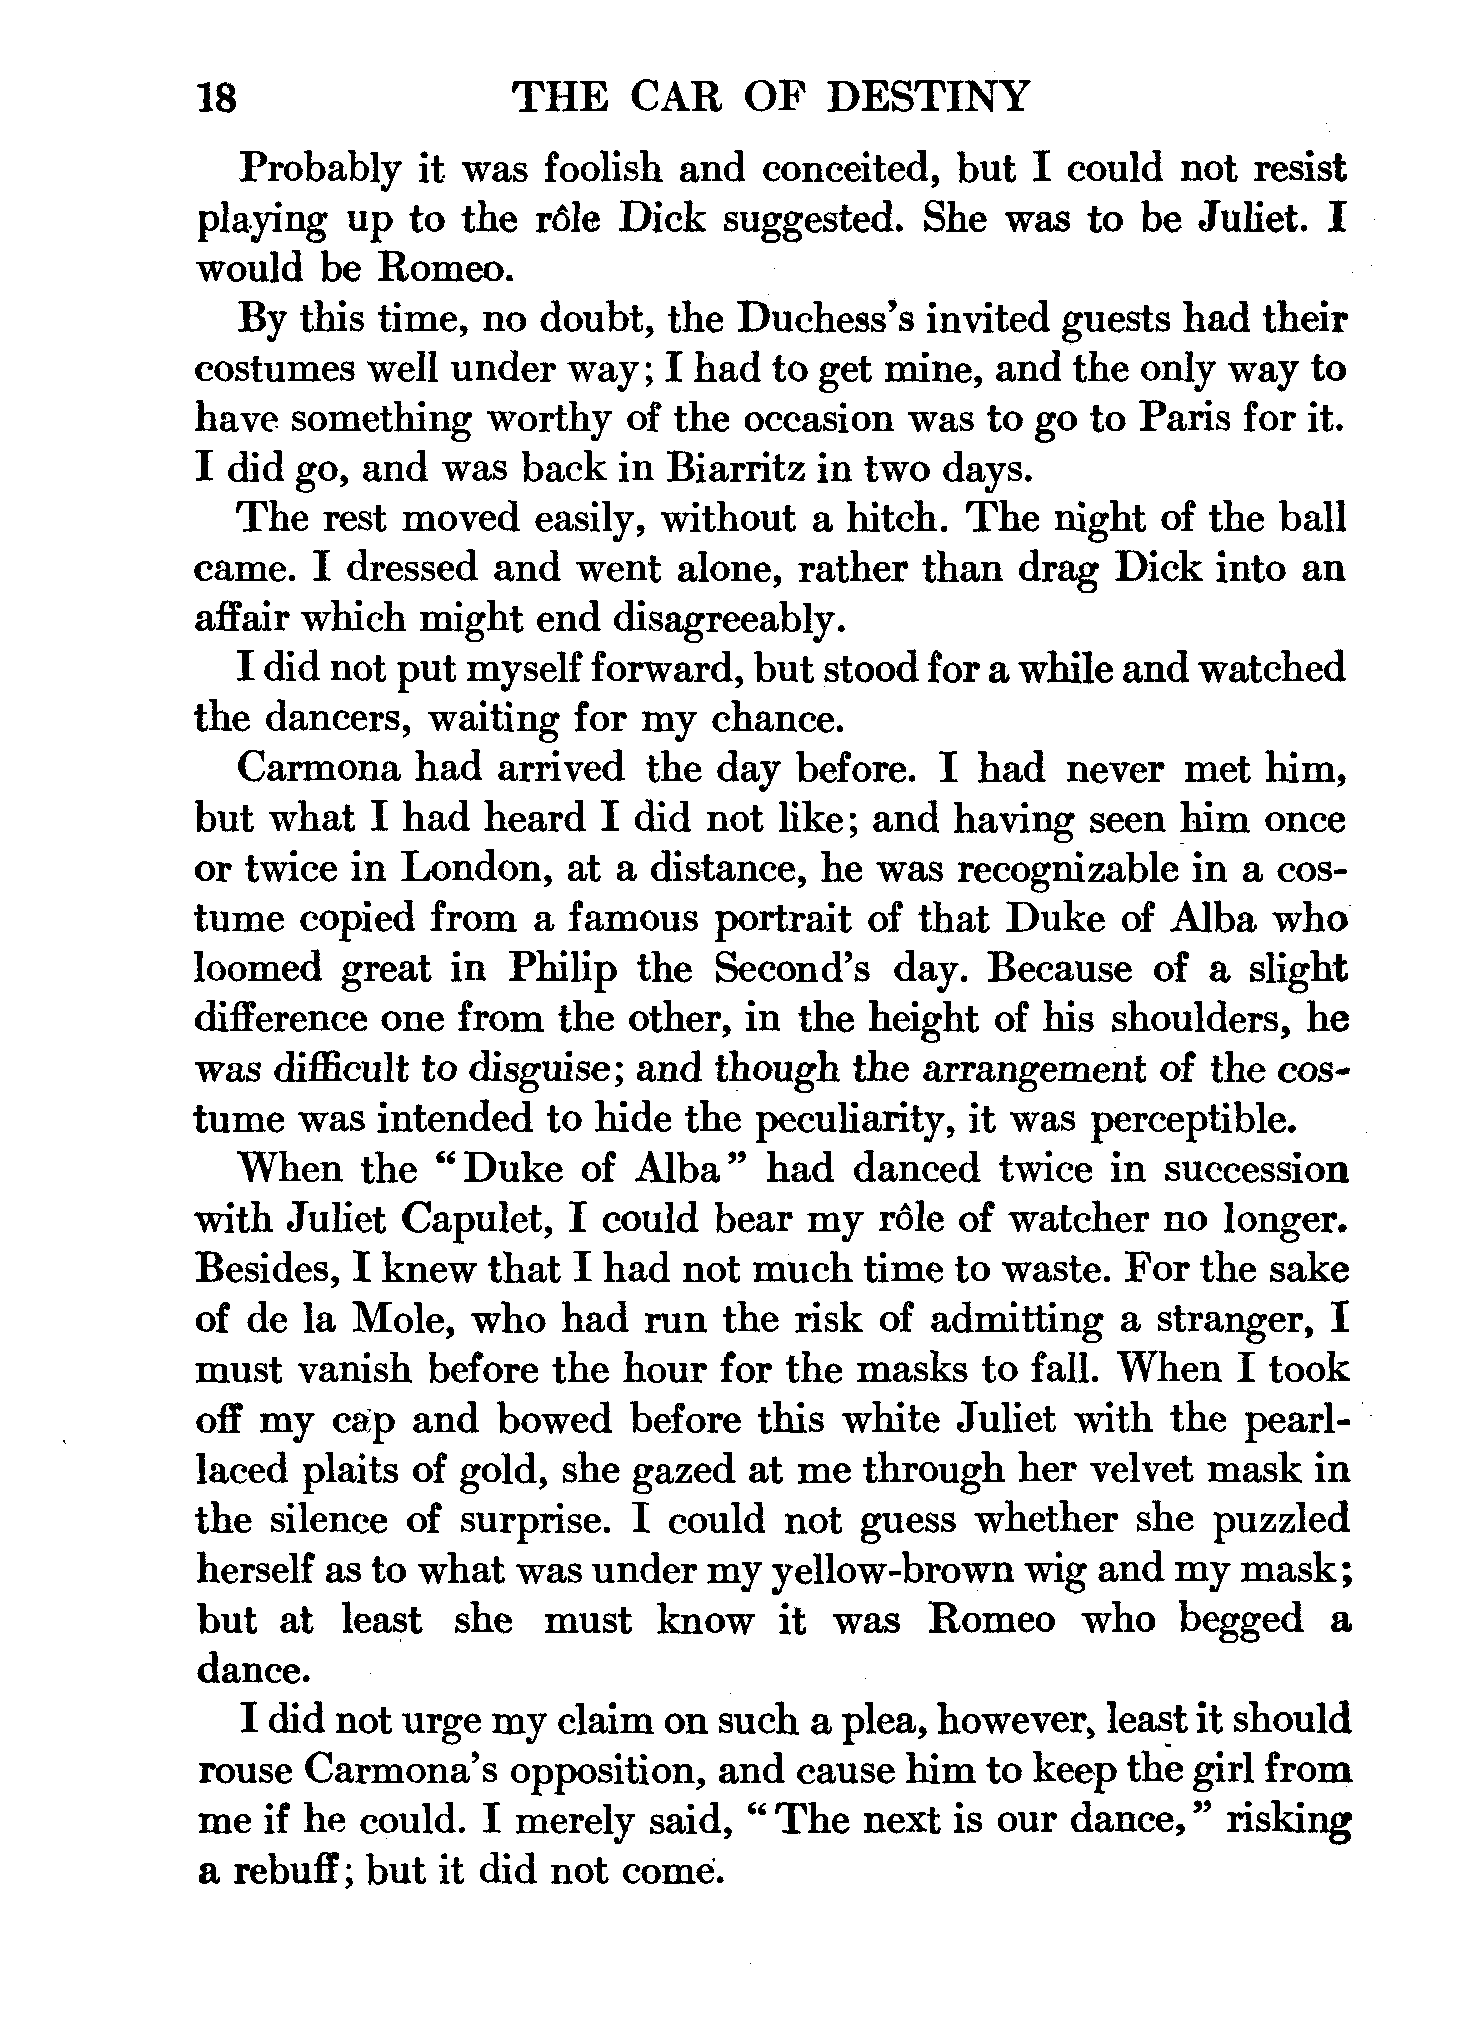 18 THE CAR OF DESTINY
Probably it was foolish and conceited, but I could not resist
playing up to the rôle Dick suggested. She was to be Juliet. I
would be Romeo.
By this time, no doubt, the Duchess's invited guests had their
costumes well under way; I had to get mine, and the only way to
have something worthy of the occasion was to go to Paris for it.
I did go, and was back in Biarritz in two days.
The rest moved easily, without a hitch. The night of the ball
came. I dressed and went alone, rather than drag Dick into an
affair which might end disagreeably.
I did not put myself forward, but stood for a while and watched
the dancers, waiting for my chance.
Carmona had arrived the day before. I had never met him,
but what I had heard I did not like; and having seen him once
or twice in London, at a distance, he was recognizable in a cos-
tume copied from a famous portrait of that Duke of Alba who
loomed great in Philip the Second's day. Because of a slight
difference one from the other, in the height of his shoulders, he
was difficult to disguise; and though the arrangement of the cos-
tume was intended to hide the peculiarity, it was perceptible.
When the “Duke of Alba” had danced twice in succession
with Juliet Capulet, I could bear my rôle of watcher no longer.
Besides, I knew that I had not much time to waste. For the sake
of de la Mole, who had run the risk of admitting a stranger, I
must vanish before the hour for the masks to fall. When I took
off my cap and bowed before this white Juliet with the pearl-
laced plaits of gold, she gazed at me through her velvet mask in
the silence of surprise. I could not guess whether she puzzled
herself as to what was under my yellow-brown wig and my mask;
but at least she must know it was Romeo who begged a
dance.
I did not urge my claim on such a plea, however, least it should
rouse Carmona's opposition, and cause him to keep the girl from
me if he could. I merely said, “The next is our dance,” risking
a rebuff; but it did not come.